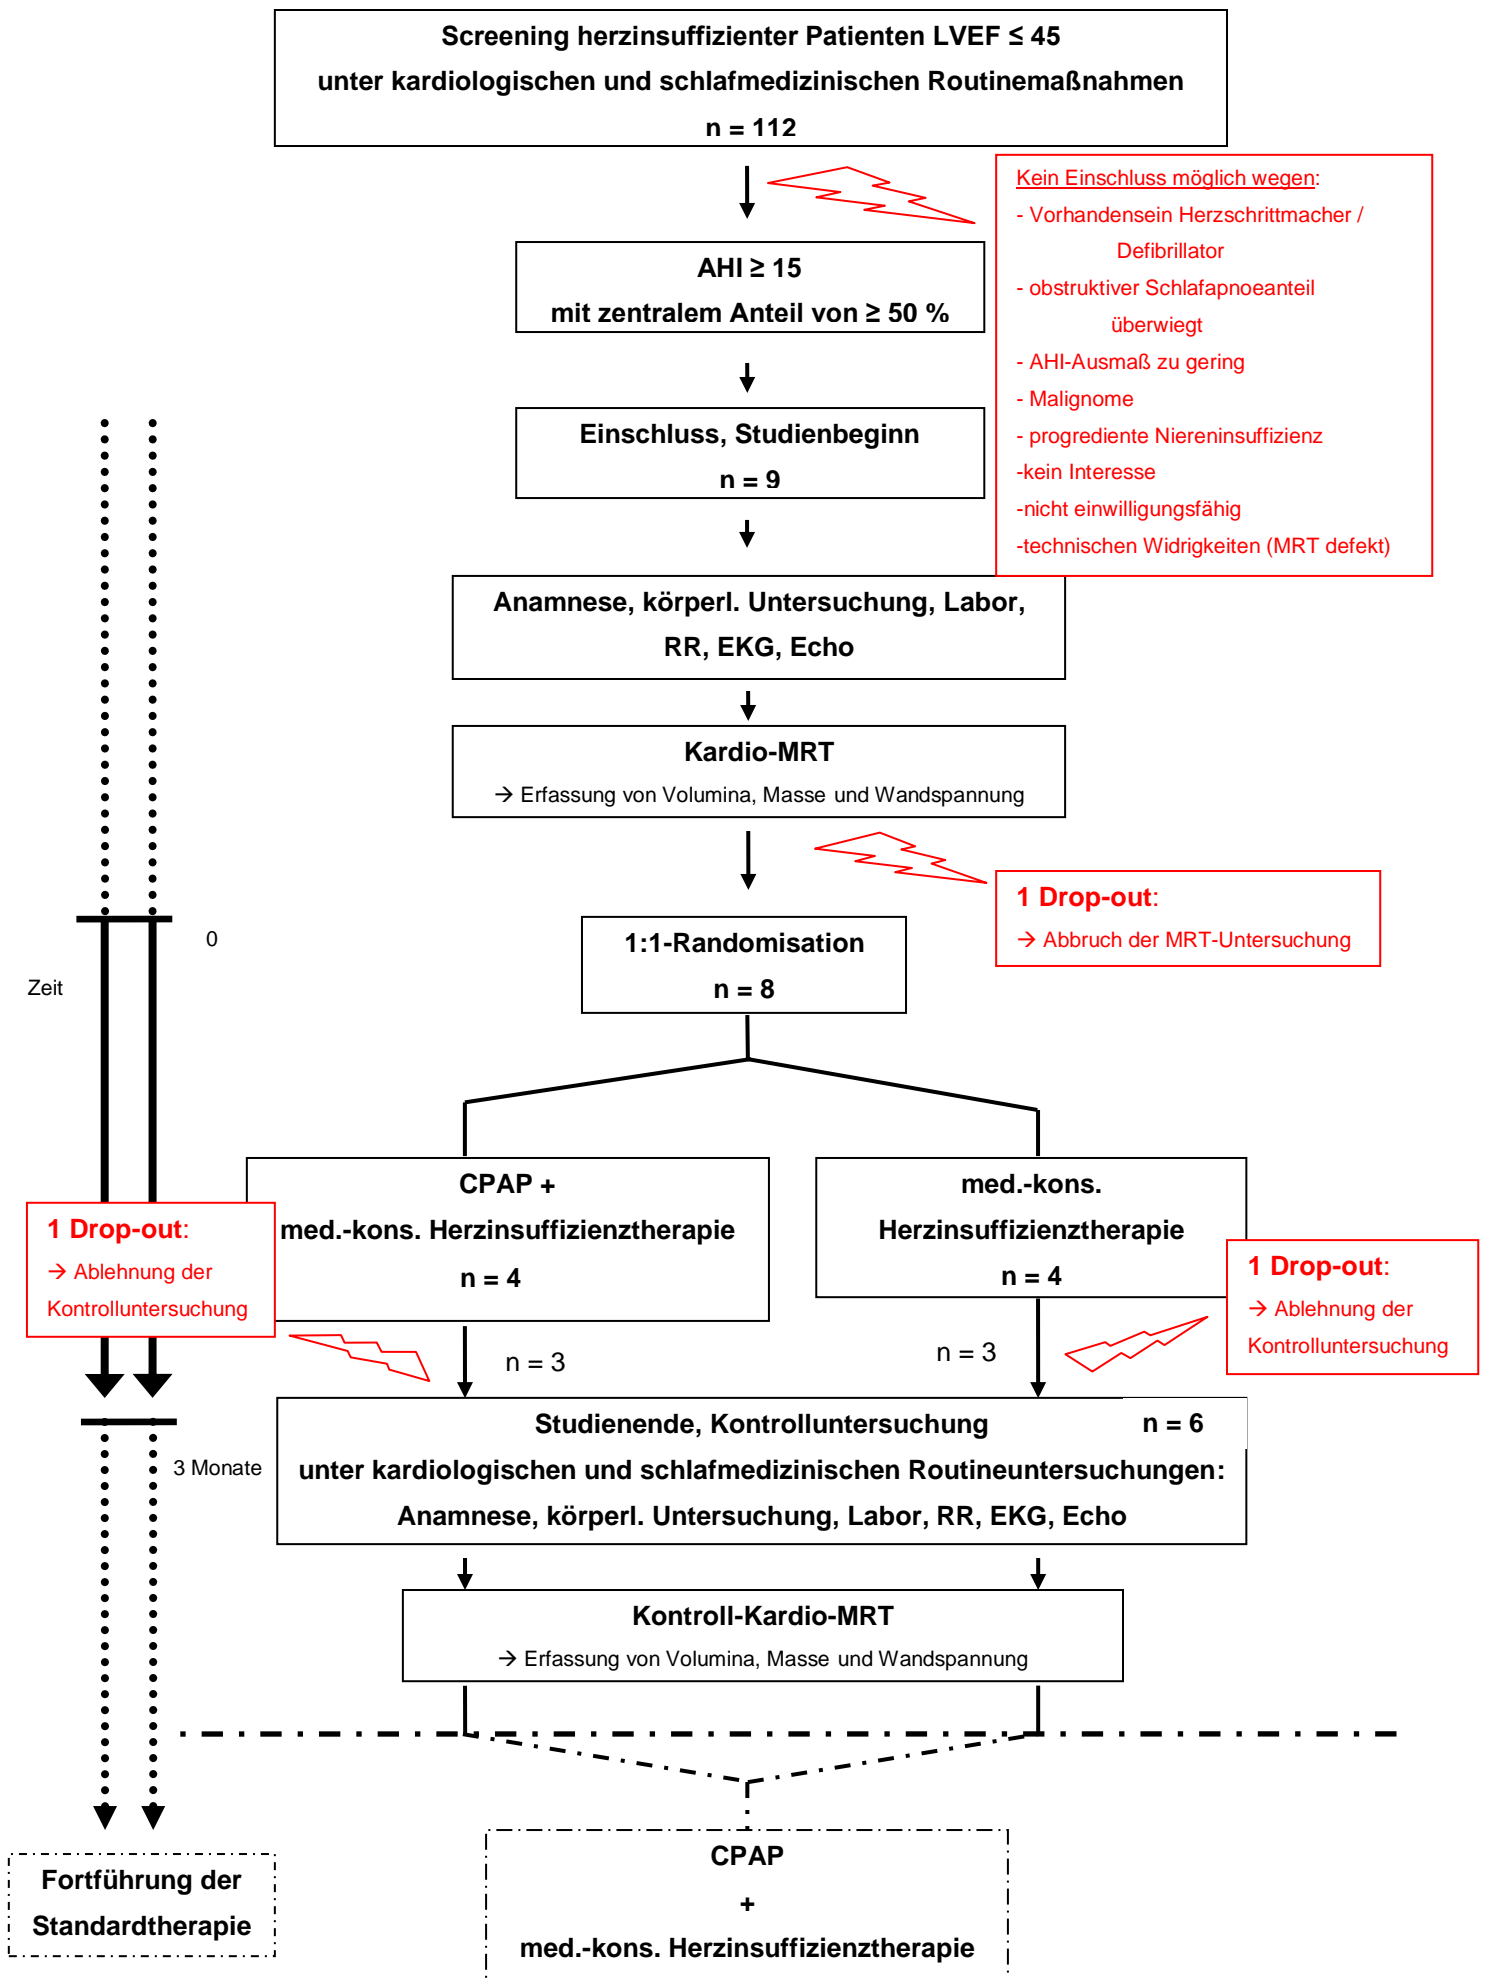 Screening herzinsuffizienter Patienten LVEF ≤ 45
unter kardiologischen und schlafmedizinischen Routinemaßnahmen
n = 112
Kein Einschluss möglich wegen:
- Vorhandensein Herzschrittmacher /
Defibrillator
- obstruktiver Schlafapnoeanteil
überwiegt
- AHI-Ausmaß zu gering
- Malignome
- progrediente Niereninsuffizienz
-kein Interesse
-nicht einwilligungsfähig
-technischen Widrigkeiten (MRT defekt)
AHI ≥ 15
mit zentralem Anteil von ≥ 50 %
Einschluss, Studienbeginn
n = 9
Anamnese, körperl. Untersuchung, Labor,
RR, EKG, Echo
Kardio-MRT
→ Erfassung von Volumina, Masse und Wandspannung
1 Drop-out:
→ Abbruch der MRT-Untersuchung
0
Zeit
1:1-Randomisation
n = 8
CPAP +
med.-kons. Herzinsuffizienztherapie
n = 4
med.-kons.
Herzinsuffizienztherapie
n = 4
1 Drop-out:
→ Ablehnung der
Kontrolluntersuchung
1 Drop-out:
→ Ablehnung der
Kontrolluntersuchung
n = 3
n = 3
Studienende, Kontrolluntersuchung n = 6
unter kardiologischen und schlafmedizinischen Routineuntersuchungen:
Anamnese, körperl. Untersuchung, Labor, RR, EKG, Echo
3 Monate
Kontroll-Kardio-MRT
→ Erfassung von Volumina, Masse und Wandspannung
Fortführung der
Standardtherapie
CPAP
+
med.-kons. Herzinsuffizienztherapie